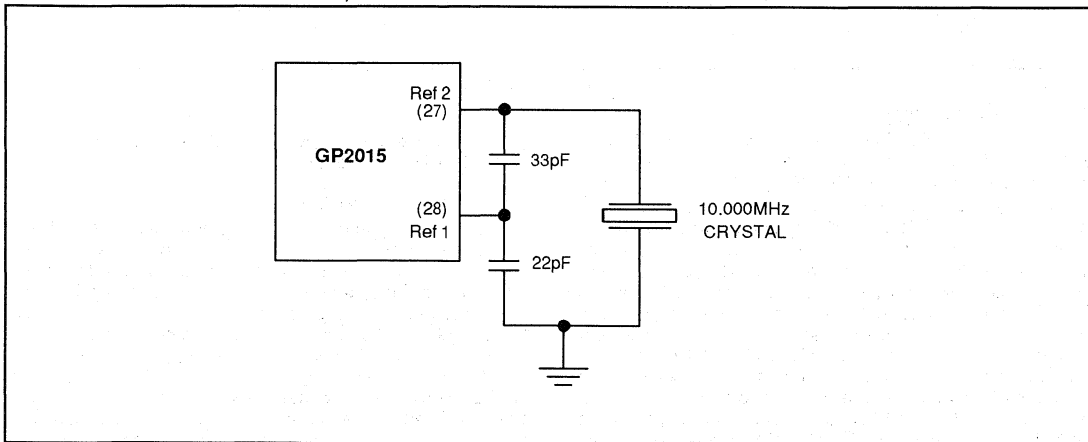 Ref 2
(27)
GP2015
33pF
(28)
Ref 1
10.000MHz
CRYSTAL
22pF